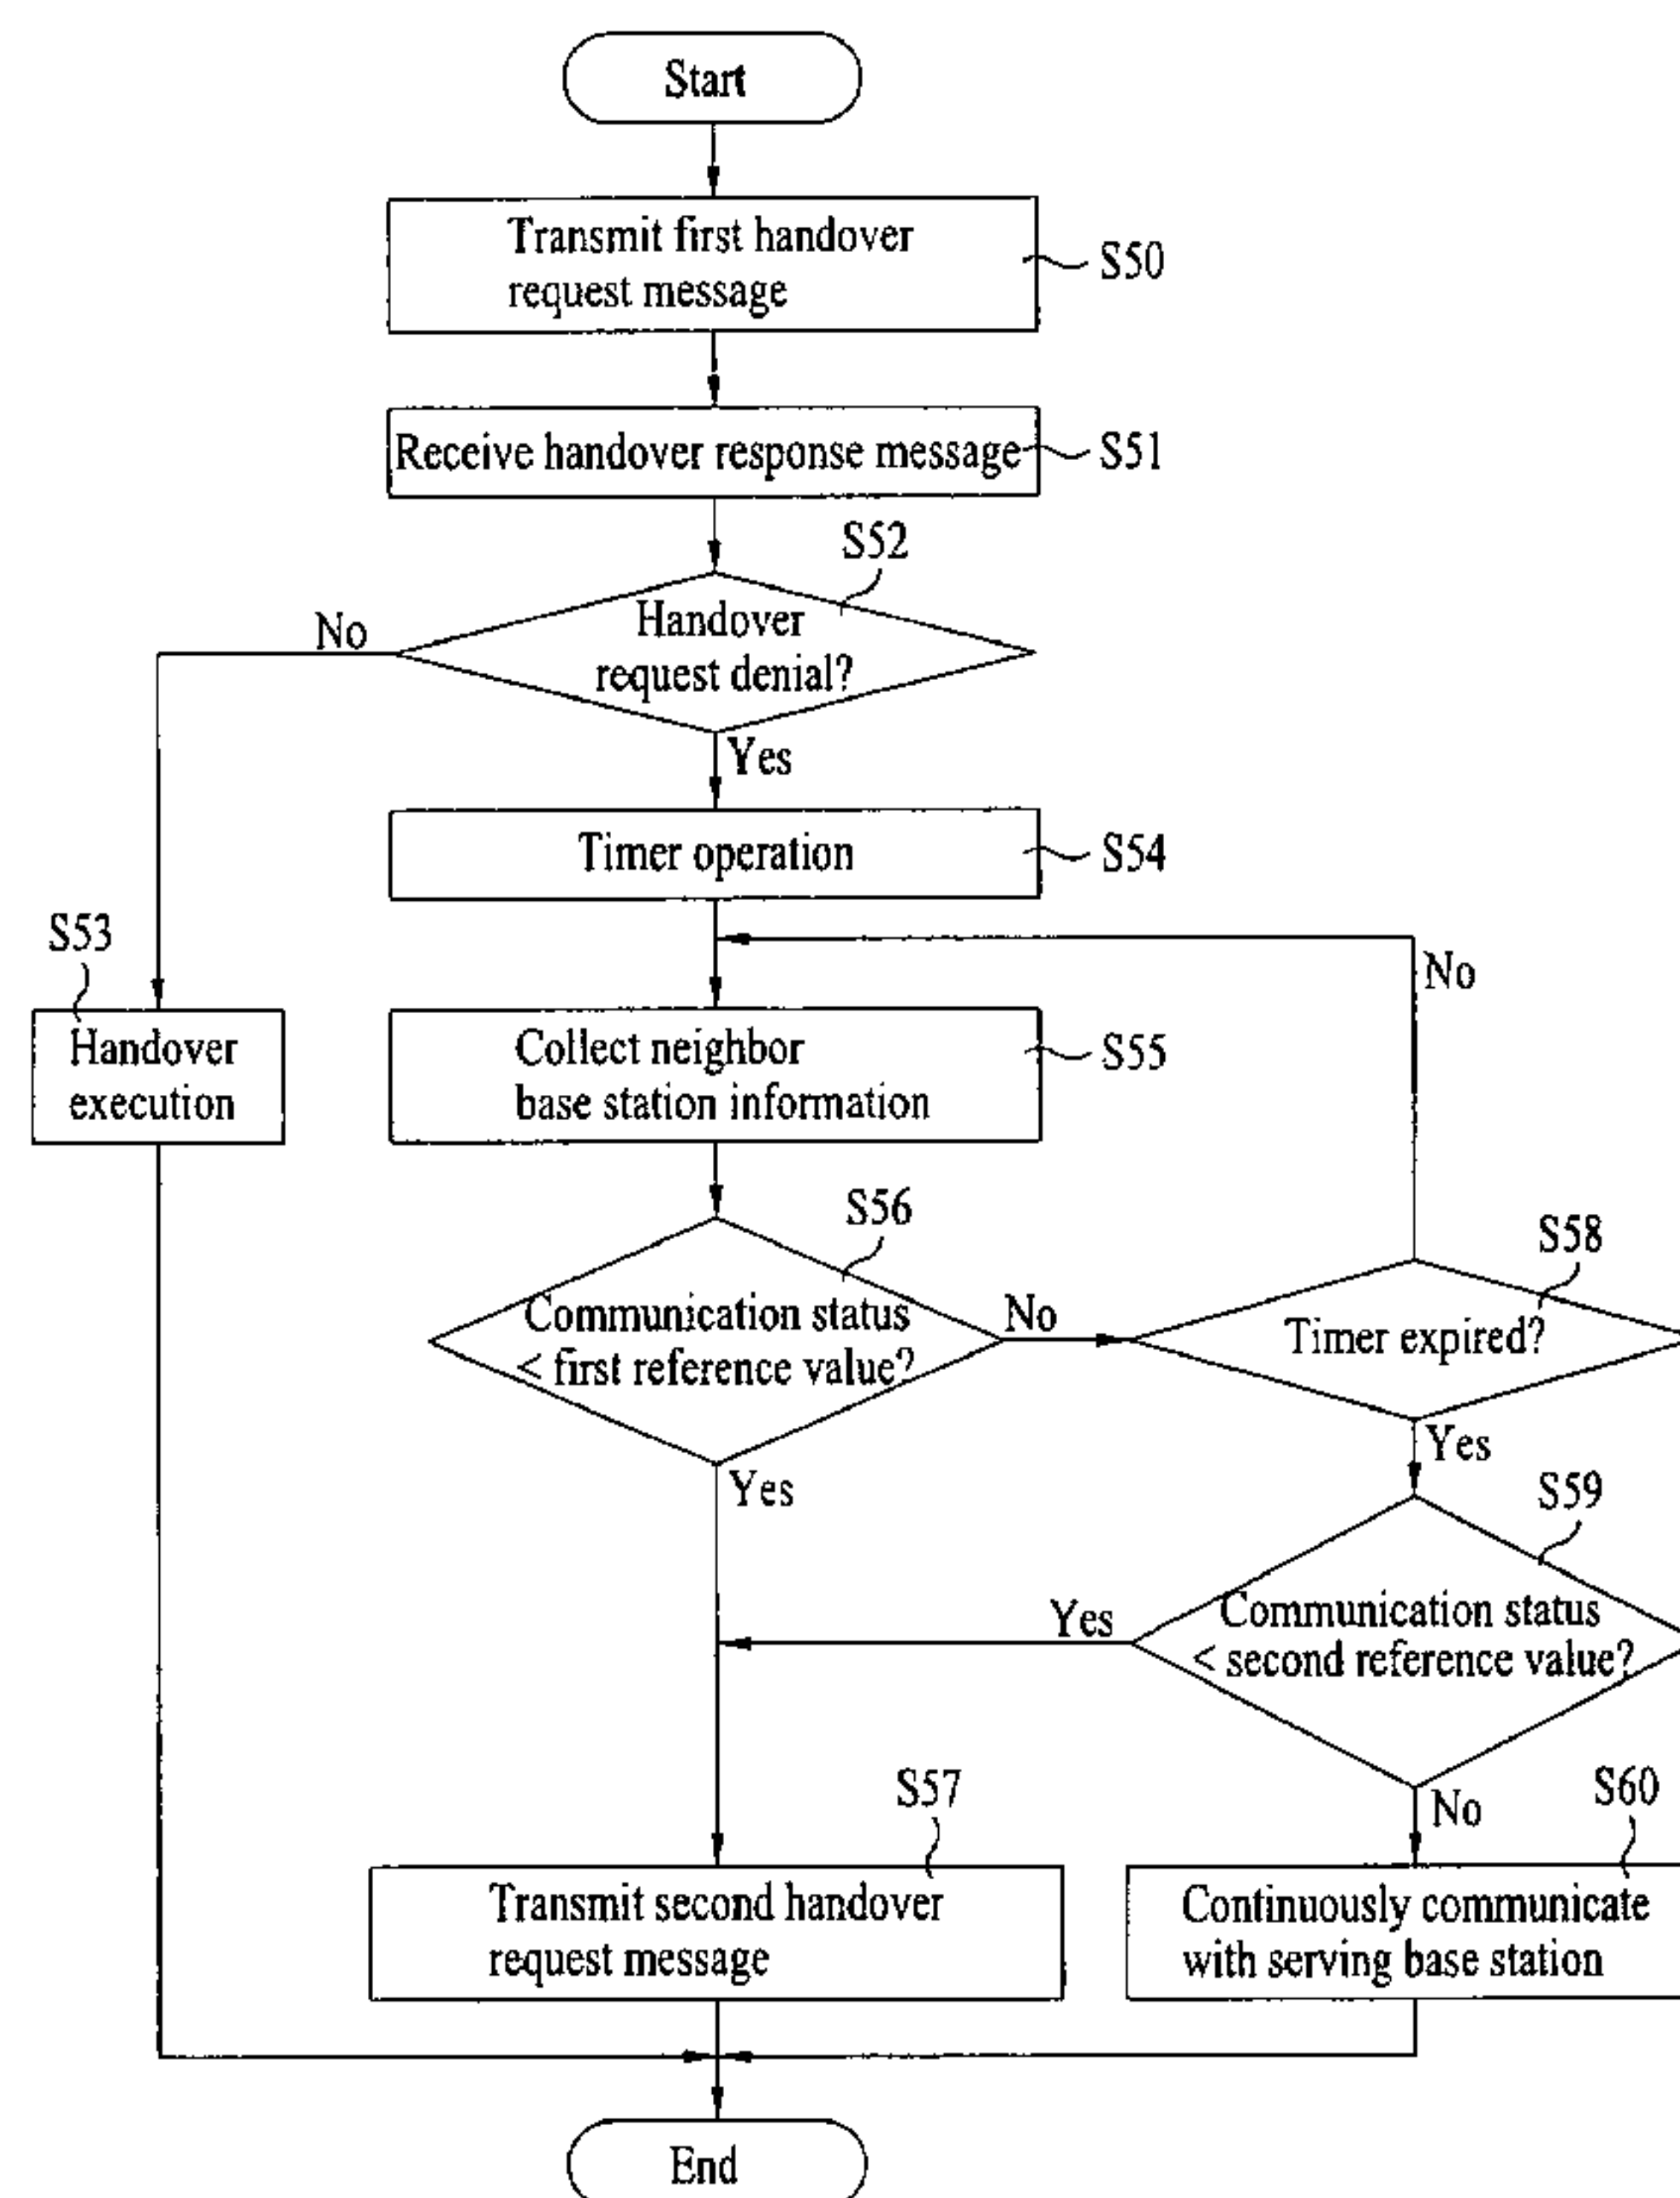 Start
Transmit first handover
request message
S50
Receive handover response message
S51
S52
Handover
request denial?
No
Yes
Timer operation
S54
S53
Handover
execution
No
Collect neighbor
base station information
S55
S56
Communication status
< first reference value?
No
S58
Timer expired?
Yes
Yes
S59
Communication status
< second reference value?
Yes
No
S57
Transmit second handover
request message
S60
Continuously communicate
with serving base station
End